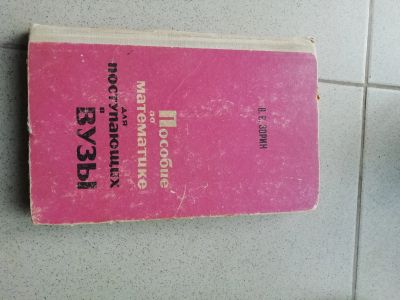 В. Е. ЗОРИН
Пособие
по
математике
для
поступающих
в
ВУЗЫ